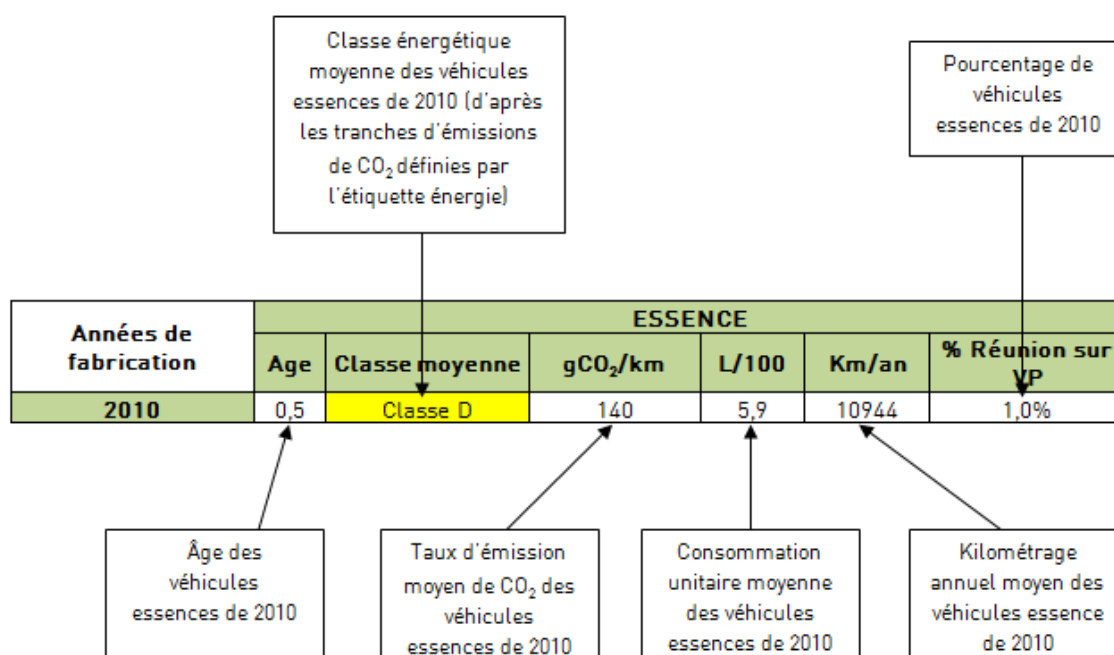 Classe énergétique
moyenne des véhicules
essences de 2010 (d'après
les tranches d'émissions
de CO₂ définies par
l'étiquette énergie)
Pourcentage de
véhicules
essences de 2010
Années de
fabrication
ESSENCE
Age
Classe moyenne
gCO₂/km
L/100
Km/an
% Réunion sur
VP
2010
0,5
Classe D
140
5,9
10944
1,0%
Âge des
véhicules
essences de 2010
Taux d'émission
moyen de CO₂ des
véhicules
essences de 2010
Consommation
unitaire moyenne
des véhicules
essences de 2010
Kilométrage
annuel moyen des
véhicules essence
de 2010